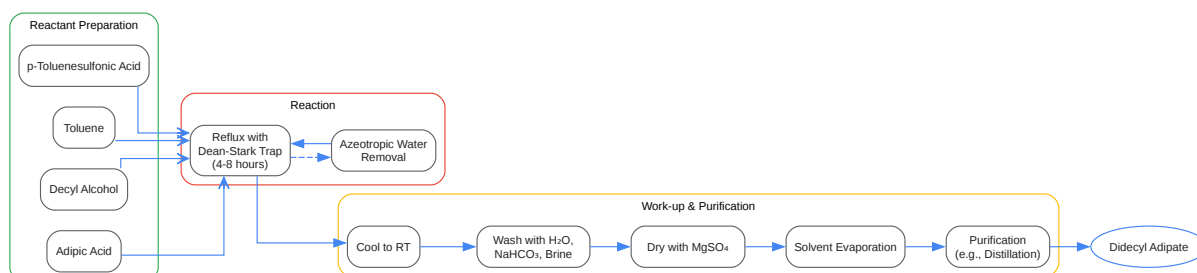 Reactant Preparation
p-Toluenesulfonic Acid
Toluene
Decyl Alcohol
Adipic Acid
Reaction
Reflux with
Dean-Stark Trap
(4-8 hours)
Azeotropic Water
Removal
Work-up & Purification
Cool to RT
Wash with H₂O,
NaHCO₃, Brine
Dry with MgSO₄
Solvent Evaporation
Purification
(e.g., Distillation)
Didecyl Adipate